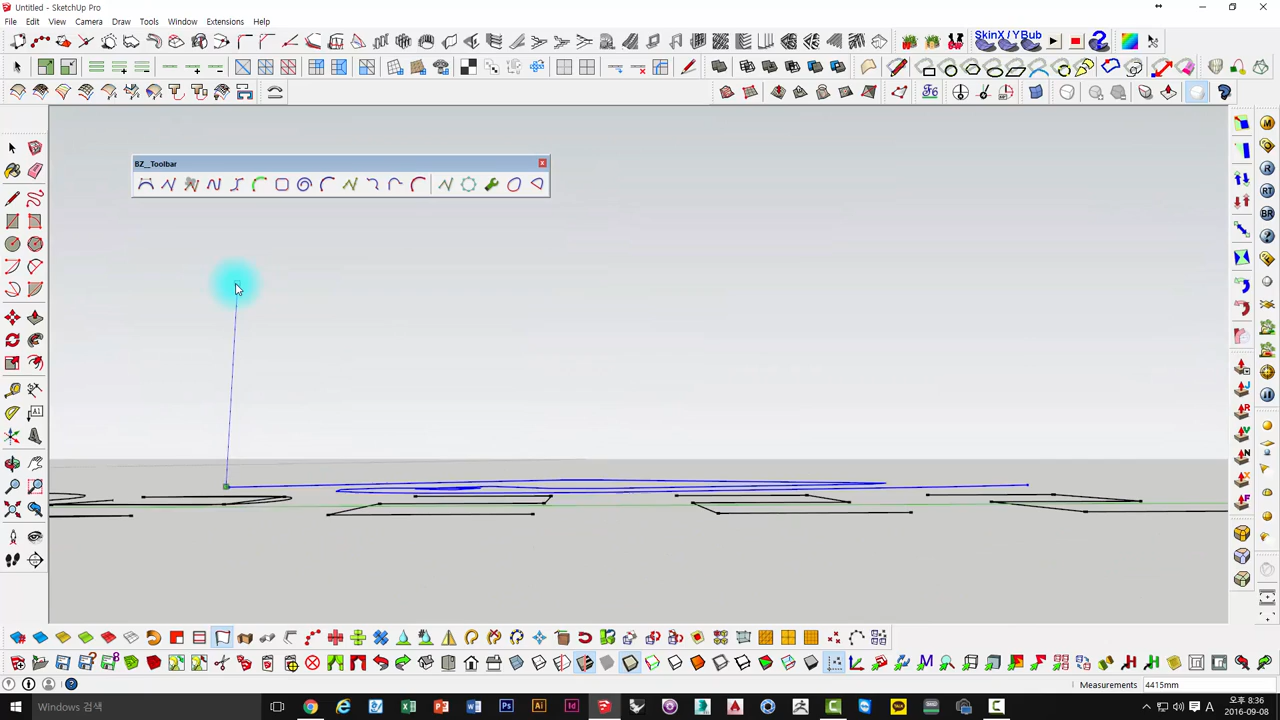 Untitled - SketchUp Pro
File Edit View Camera Draw Tools Window Extensions Help
SkinX / YBub
BZ__Toolbar
Measurements 4415mm
Windows 검색
A 오후 8:36
2016-09-08